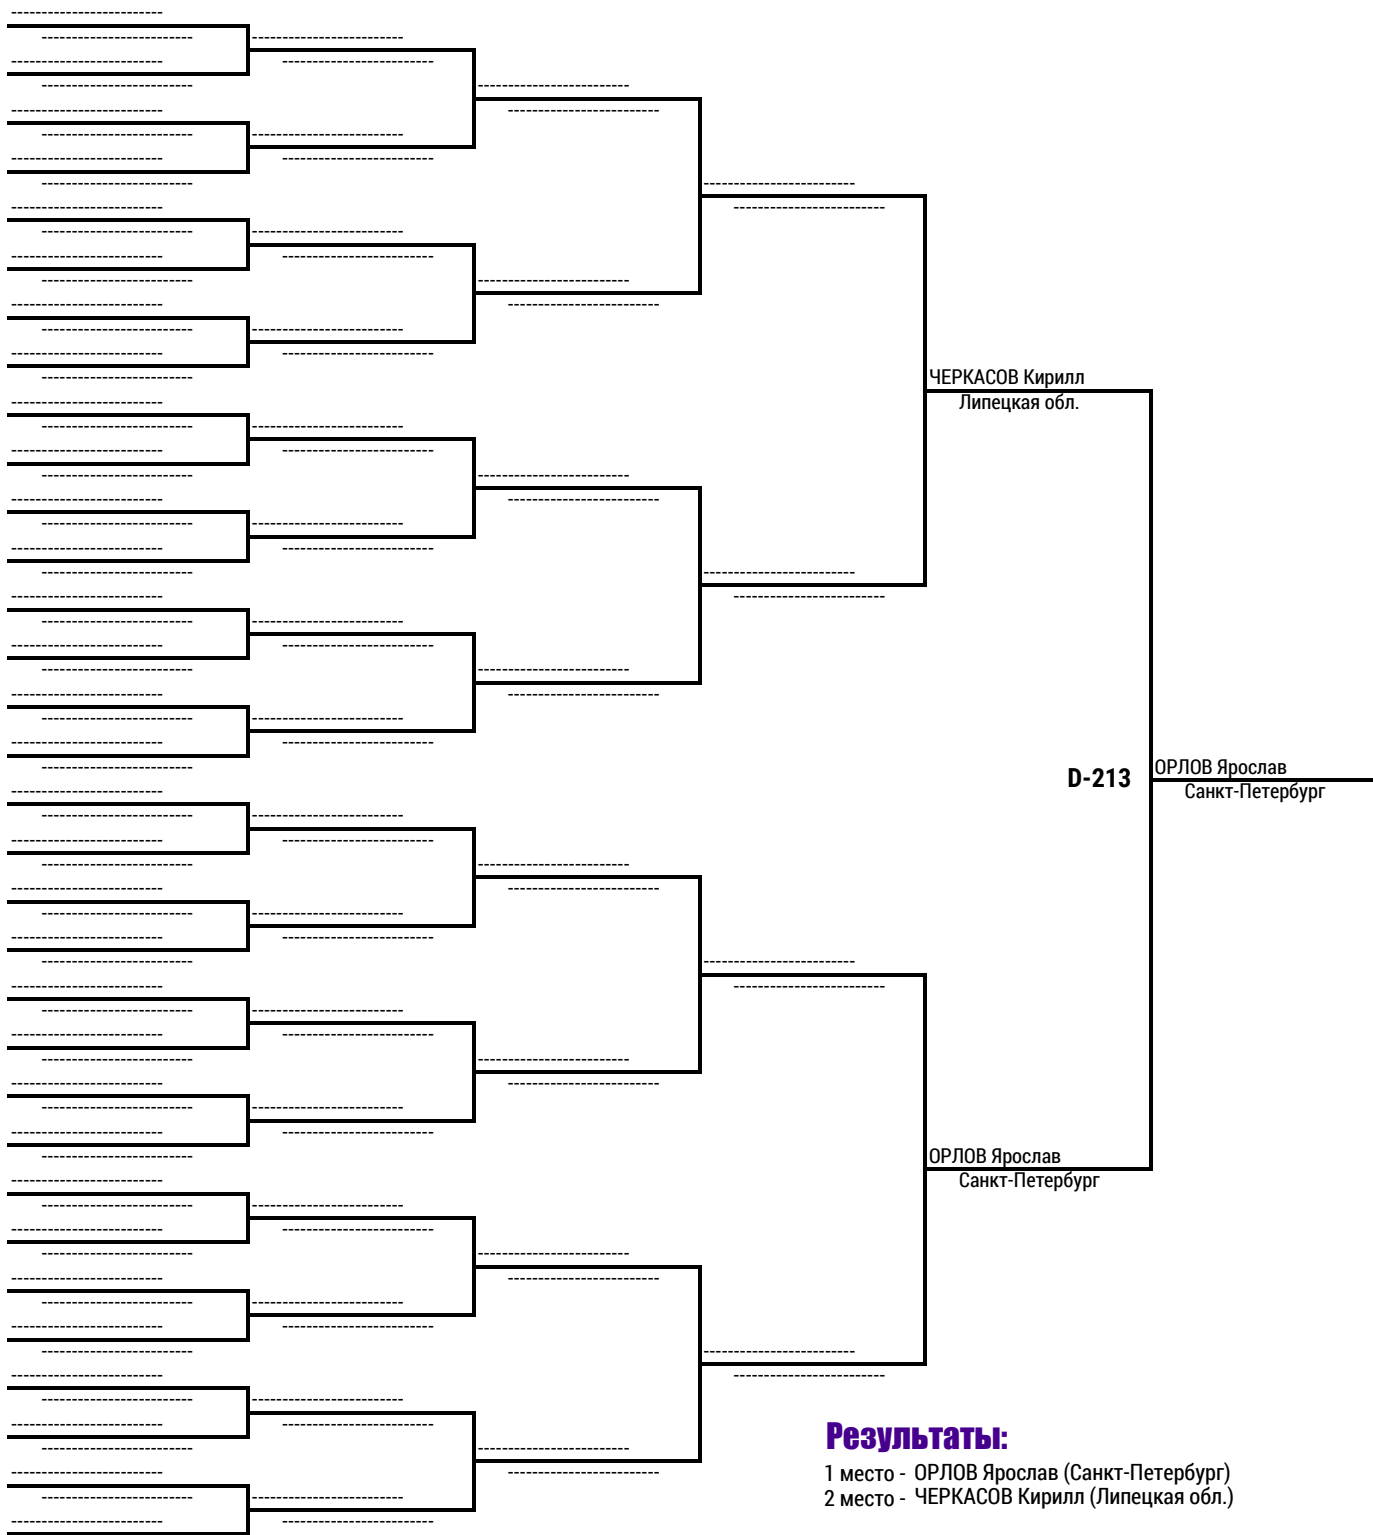 ЧЕРКАСОВ Кирилл
Липецкая обл.
D-213
ОРЛОВ Ярослав
Санкт-Петербург
ОРЛОВ Ярослав
Санкт-Петербург
Результаты:
1 место - ОРЛОВ Ярослав (Санкт-Петербург)
2 место - ЧЕРКАСОВ Кирилл (Липецкая обл.)